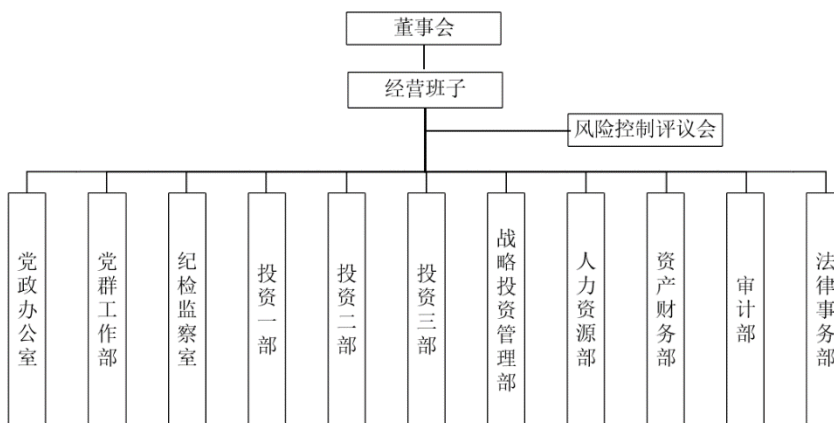 董事会
经营班子
风险控制评议会
党政办公室
党群工作部
纪检监察室
投资一部
投资二部
投资三部
战略投资管理部
人力资源部
资产财务部
审计部
法律事务部